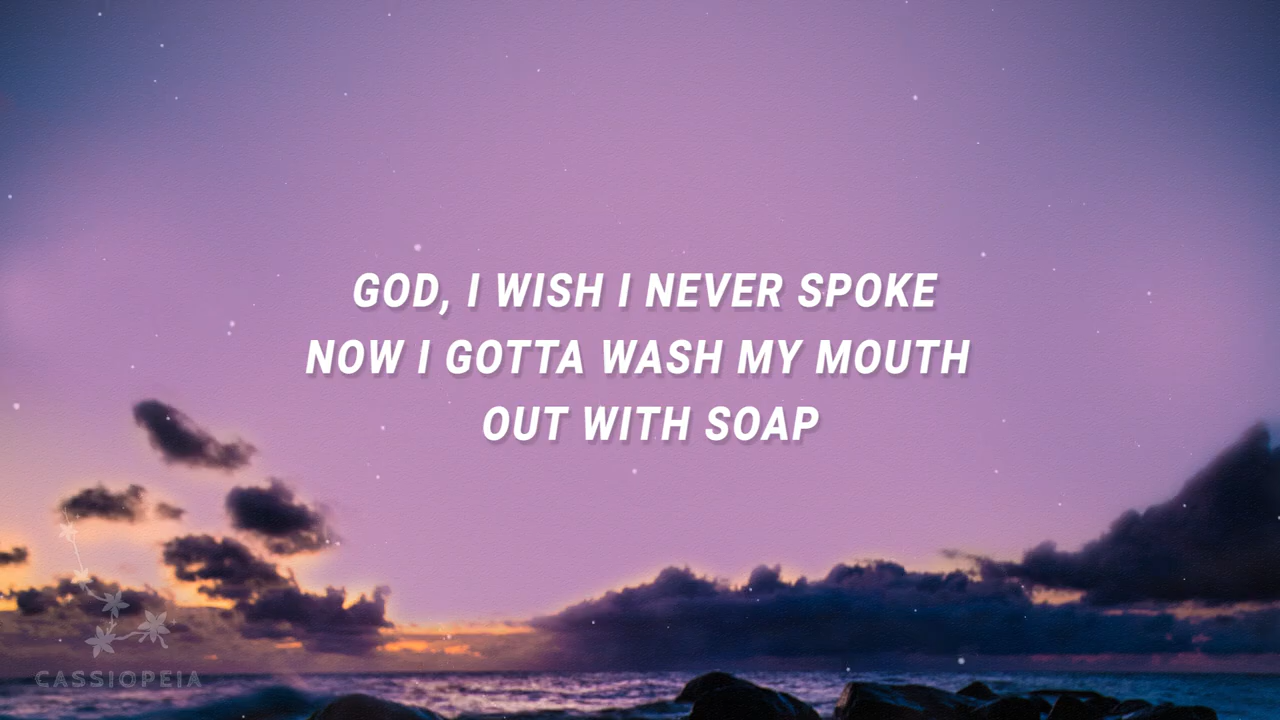 GOD, I WISH I NEVER SPOKE
NOW I GOTTA WASH MY MOUTH
OUT WITH SOAP
CASSIOPEIA